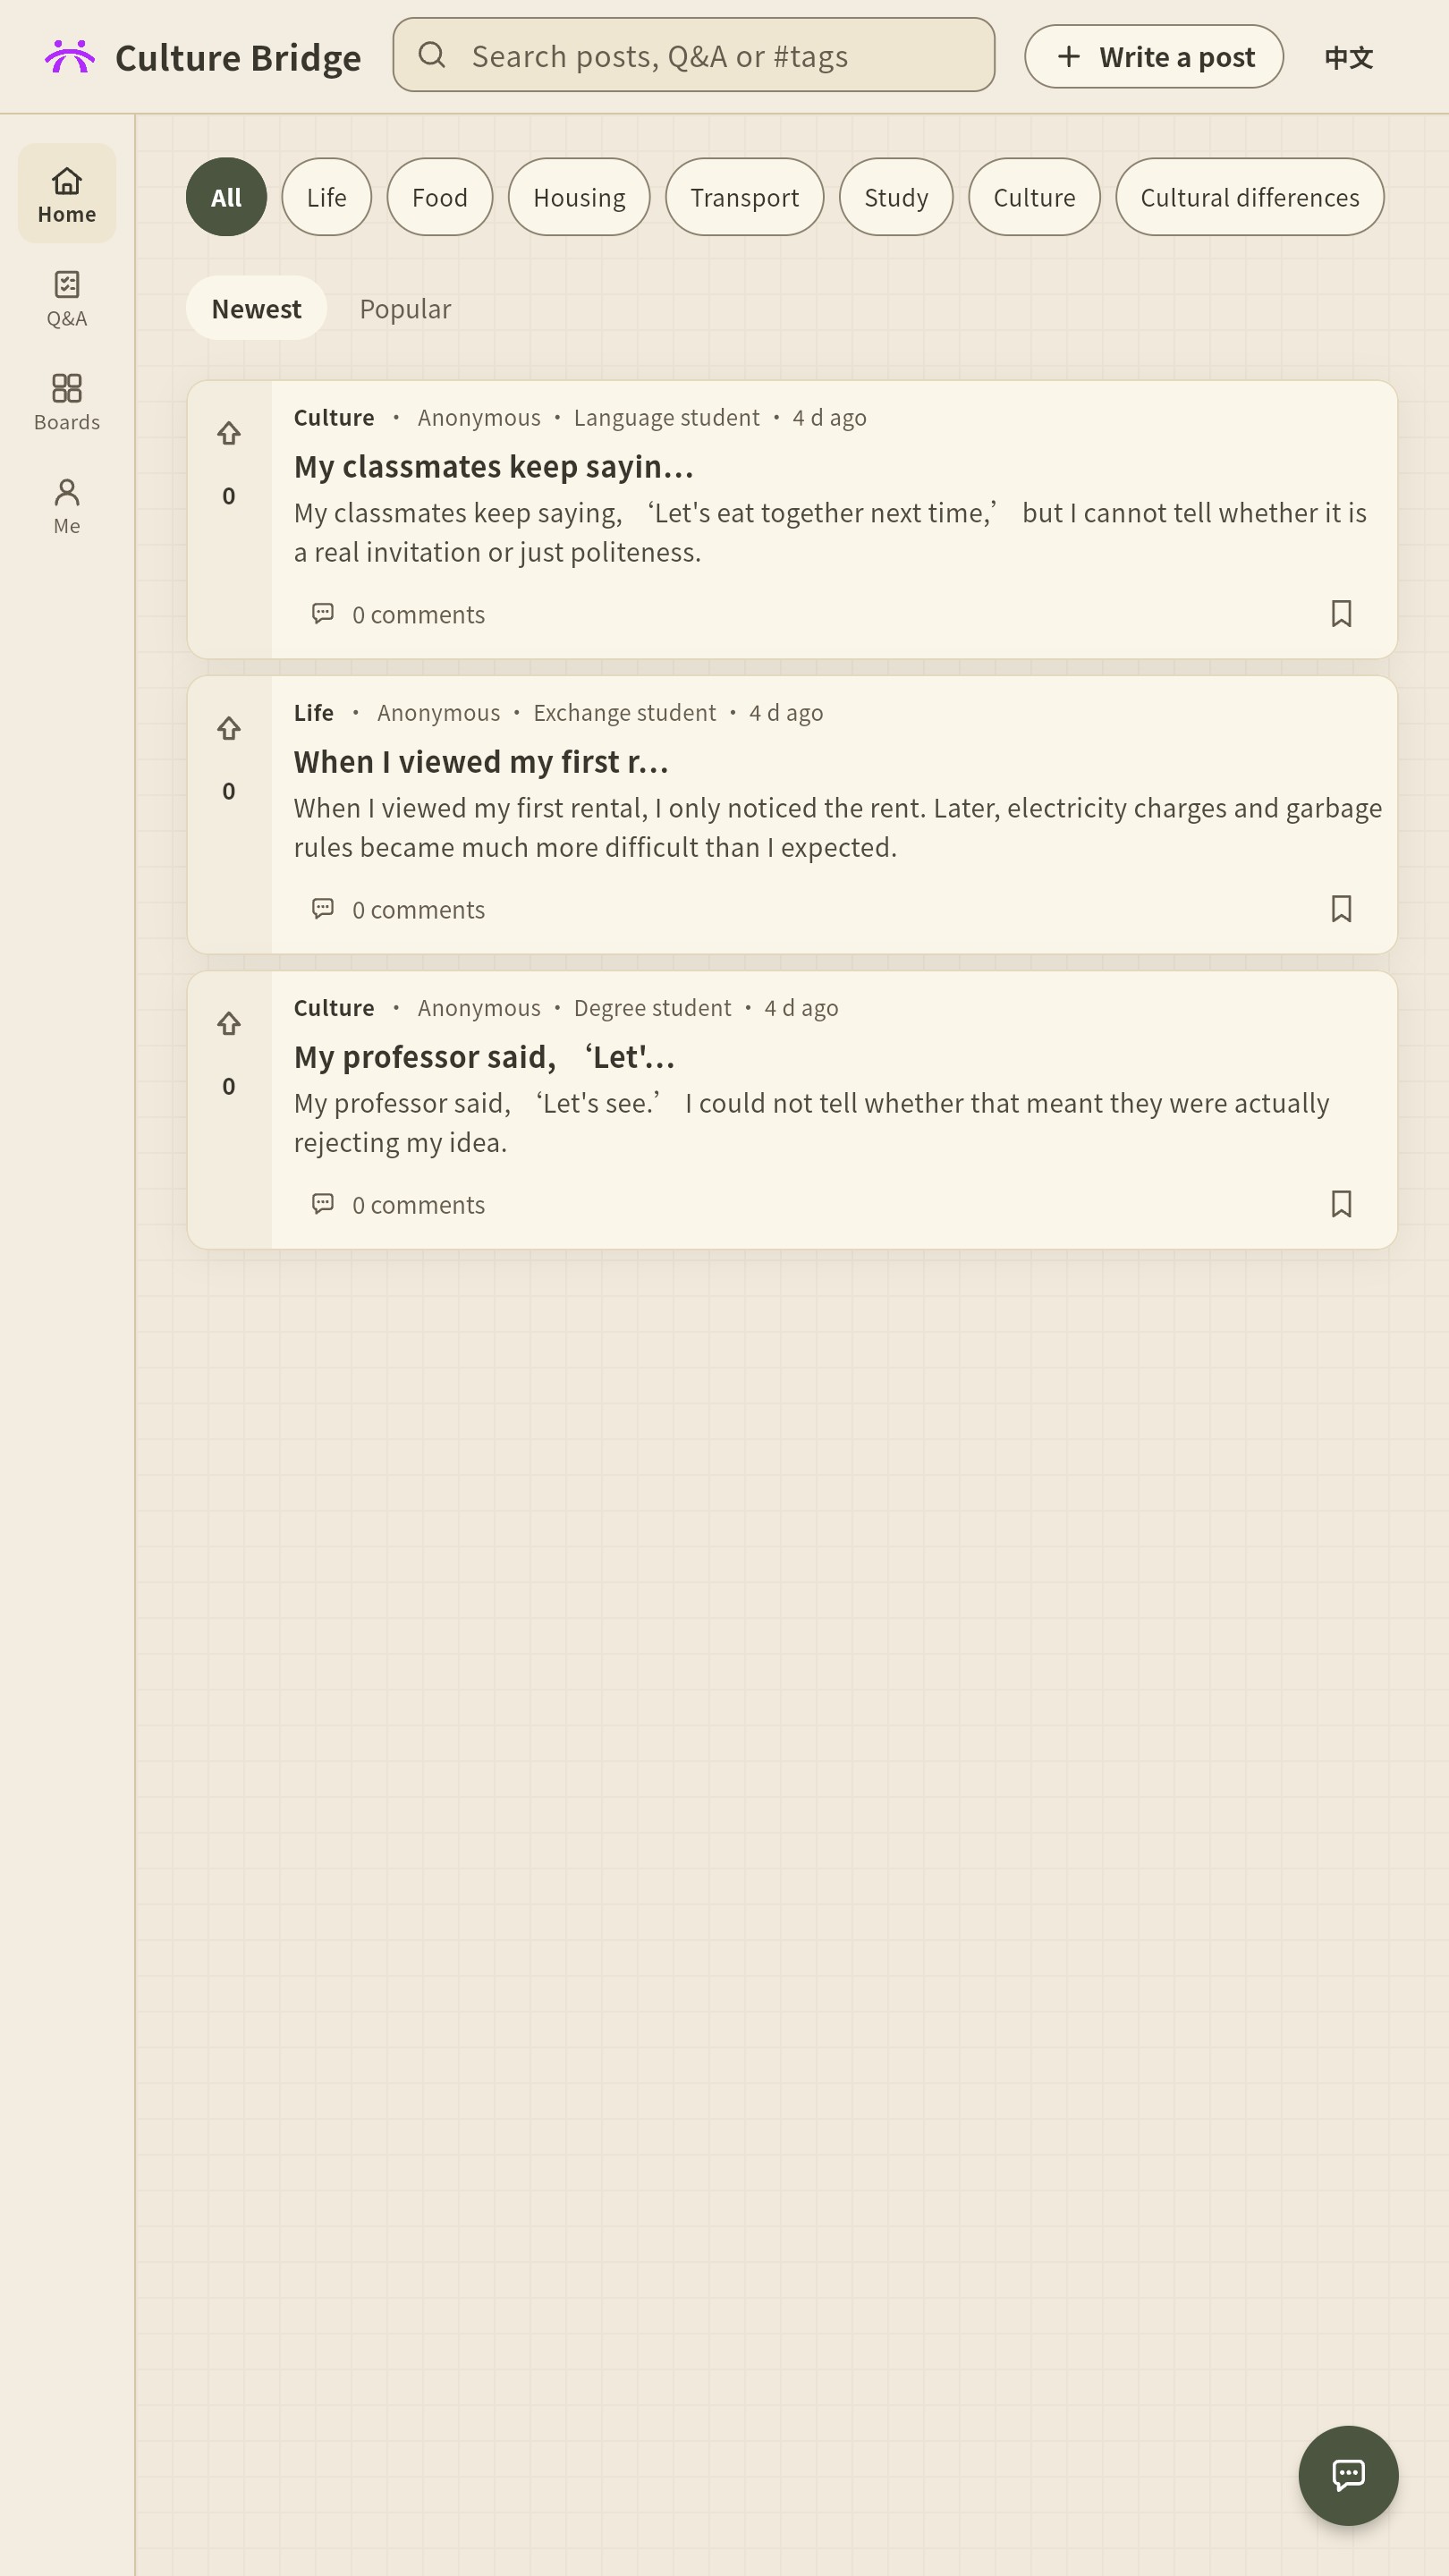 Culture Bridge
Search posts, Q&A or #tags
Write a post
中文
Home
Q&A
Boards
Me
All
Life
Food
Housing
Transport
Study
Culture
Cultural differences
Newest
Popular
Culture • Anonymous • Language student • 4 d ago
My classmates keep sayin...
0
My classmates keep saying, ‘Let's eat together next time,’ but I cannot tell whether it is
a real invitation or just politeness.
0 comments
Life • Anonymous • Exchange student • 4 d ago
When I viewed my first r...
0
When I viewed my first rental, I only noticed the rent. Later, electricity charges and garbage
rules became much more difficult than I expected.
0 comments
Culture • Anonymous • Degree student • 4 d ago
My professor said, ‘Let'...
0
My professor said, ‘Let's see.’ I could not tell whether that meant they were actually
rejecting my idea.
0 comments